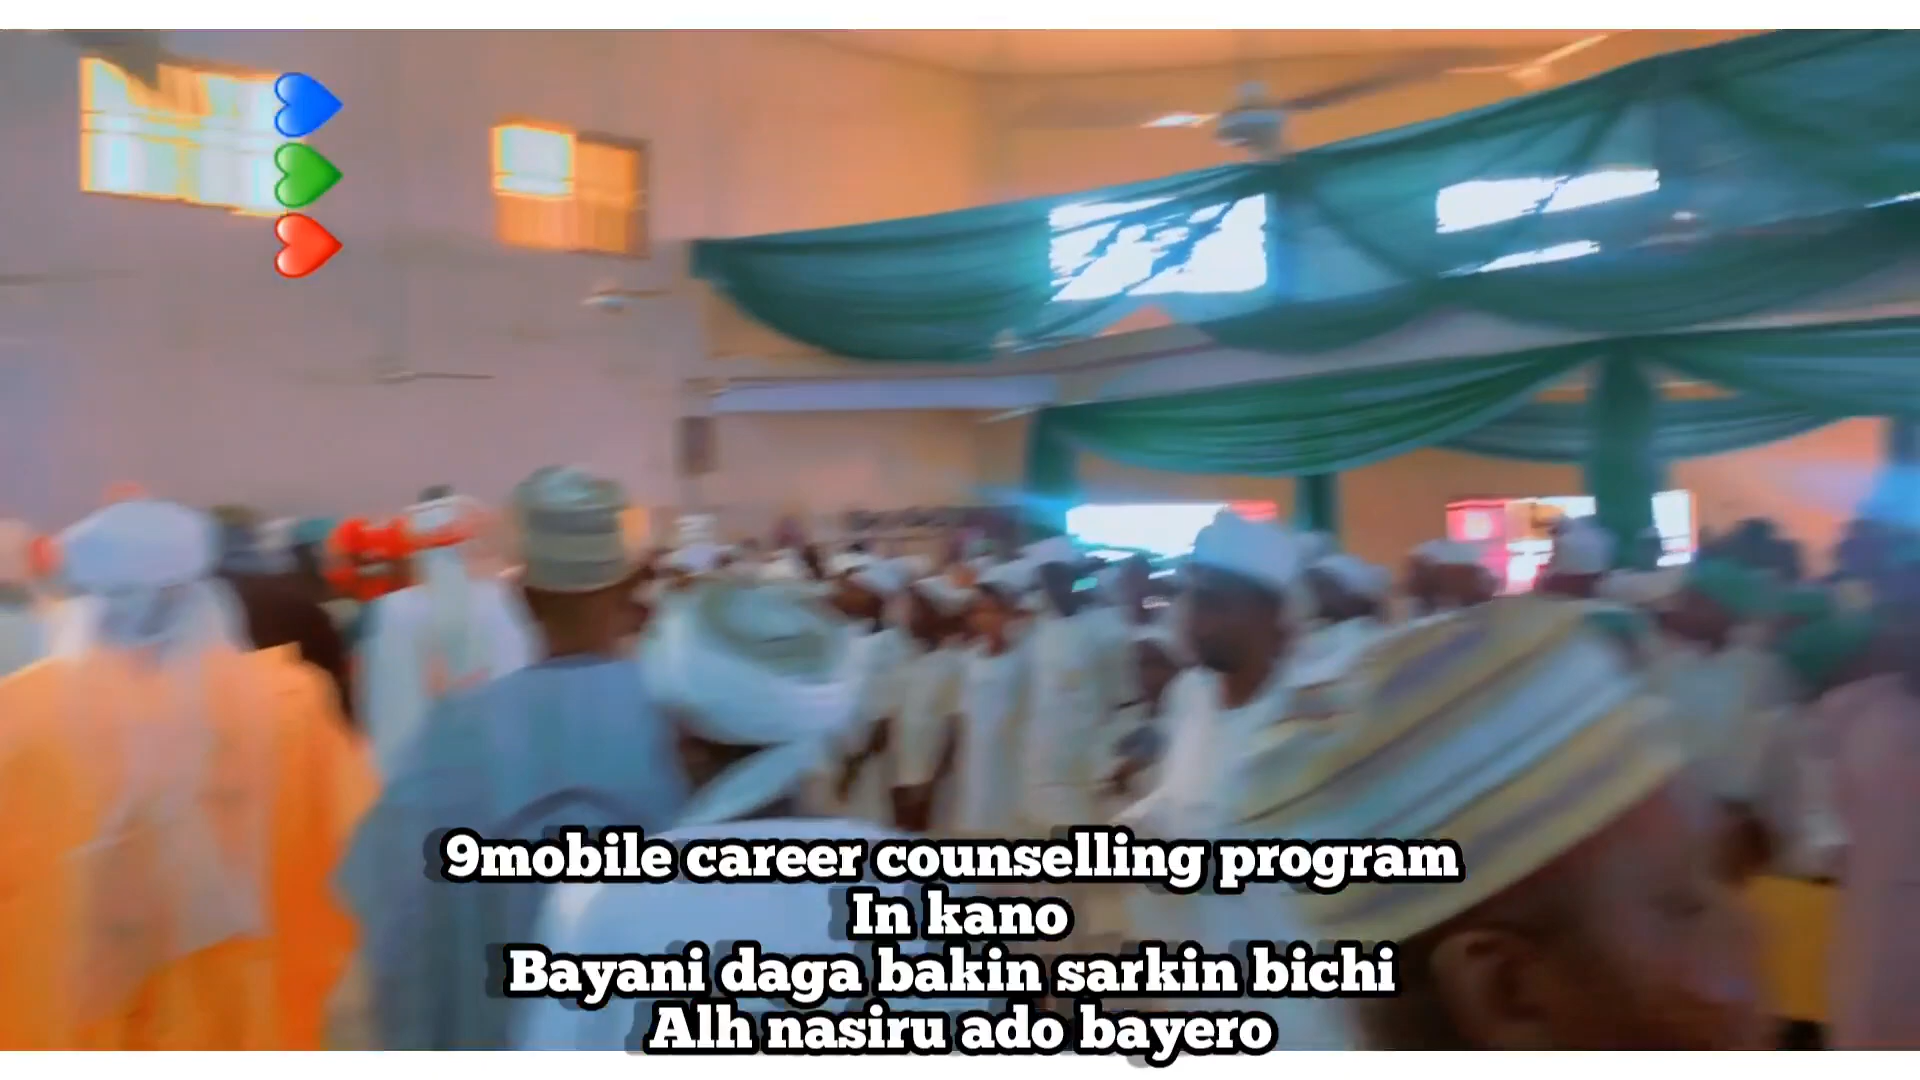 9mobile career counselling program
In kano
Bayani daga bakin sarkin bichi
Alh nasiru ado bayero